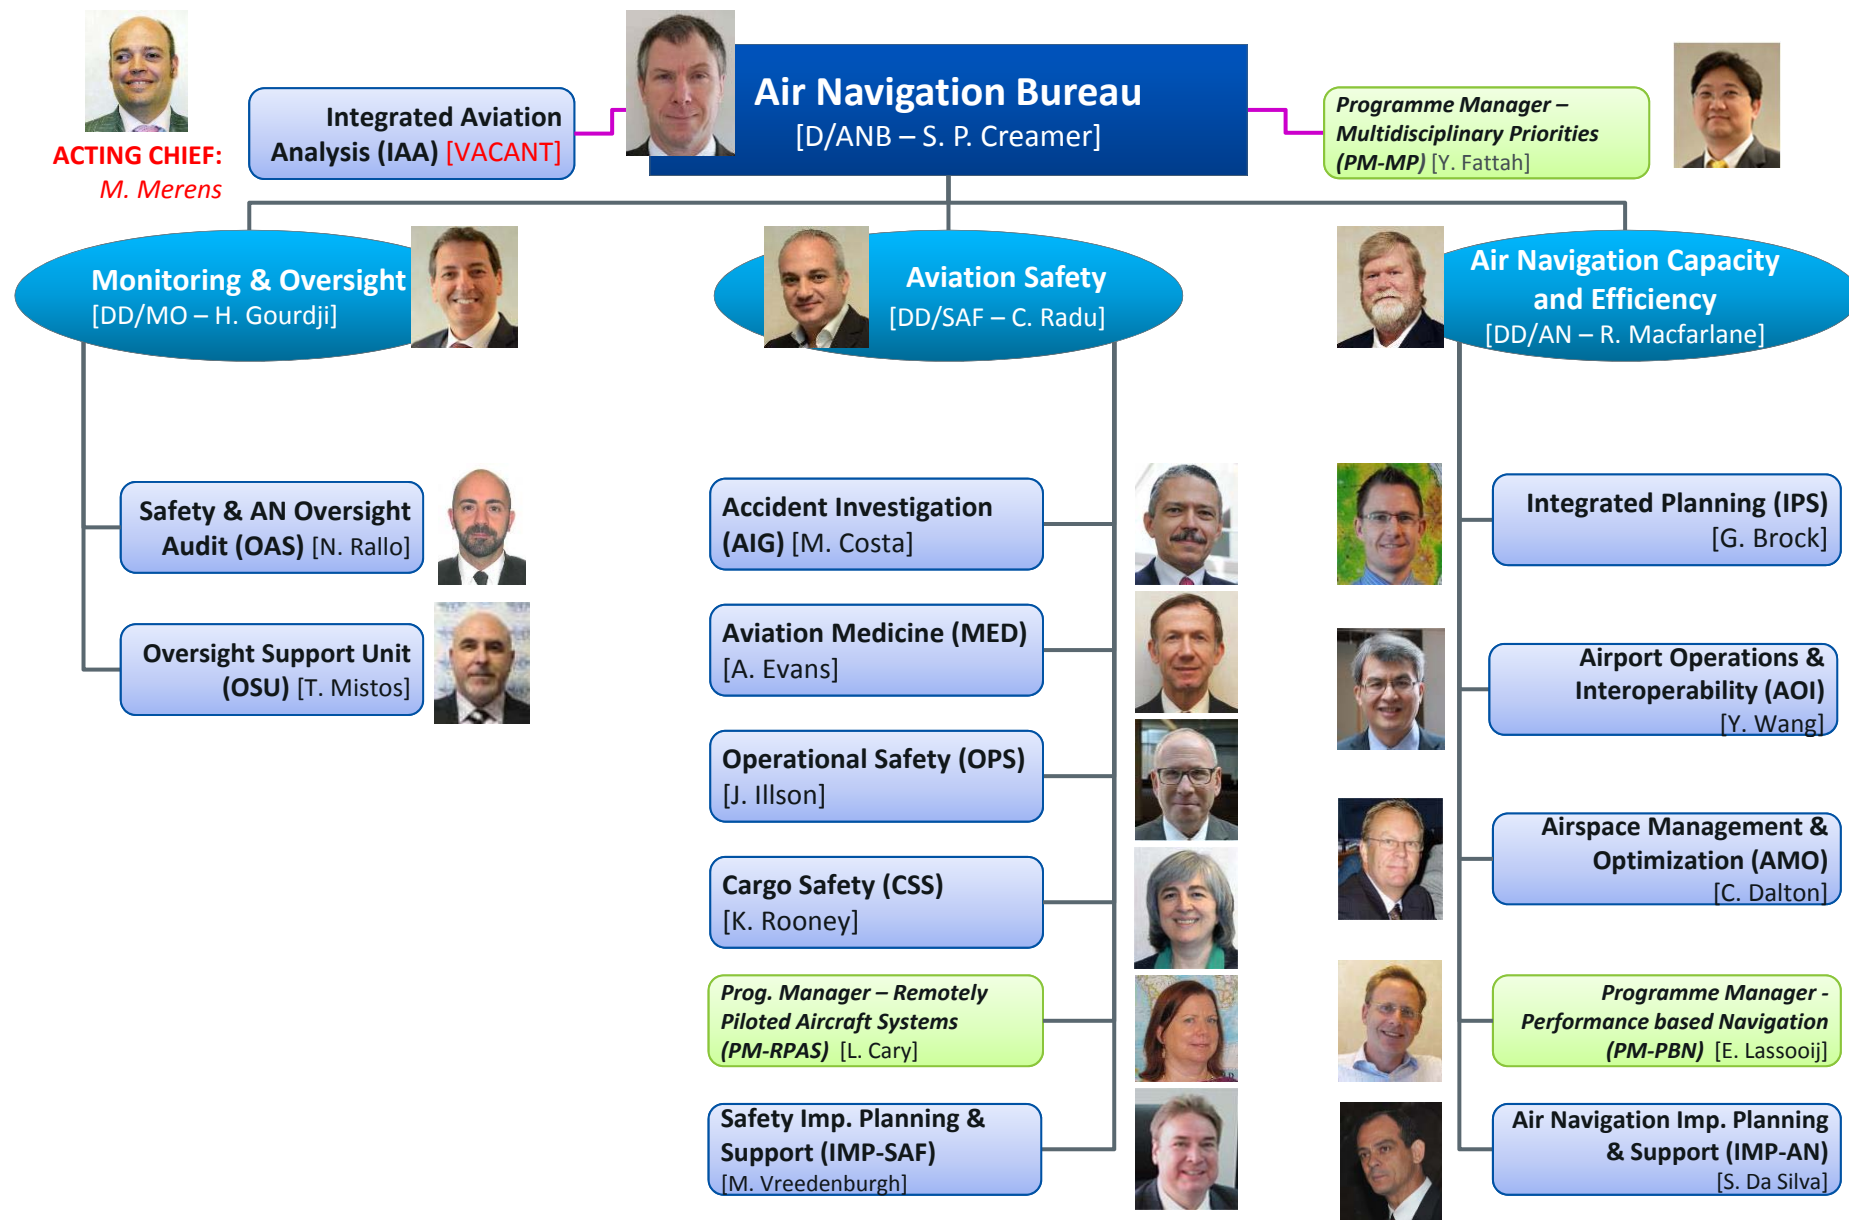 ACTING CHIEF:
M. Merens
Integrated Aviation
Analysis (IAA) [VACANT]
Air Navigation Bureau
[D/ANB – S. P. Creamer]
Programme Manager –
Multidisciplinary Priorities
(PM-MP) [Y. Fattah]
Monitoring & Oversight
[DD/MO – H. Gourdji]
Aviation Safety
[DD/SAF – C. Radu]
Air Navigation Capacity
and Efficiency
[DD/AN – R. Macfarlane]
Safety & AN Oversight
Audit (OAS) [N. Rallo]
Oversight Support Unit
(OSU) [T. Mistos]
Accident Investigation
(AIG) [M. Costa]
Aviation Medicine (MED)
[A. Evans]
Operational Safety (OPS)
[J. Illson]
Cargo Safety (CSS)
[K. Rooney]
Prog. Manager – Remotely
Piloted Aircraft Systems
(PM-RPAS) [L. Cary]
Safety Imp. Planning &
Support (IMP-SAF)
[M. Vreedenburgh]
Integrated Planning (IPS)
[G. Brock]
Airport Operations &
Interoperability (AOI)
[Y. Wang]
Airspace Management &
Optimization (AMO)
[C. Dalton]
Programme Manager -
Performance based Navigation
(PM-PBN) [E. Lassooij]
Air Navigation Imp. Planning
& Support (IMP-AN)
[S. Da Silva]